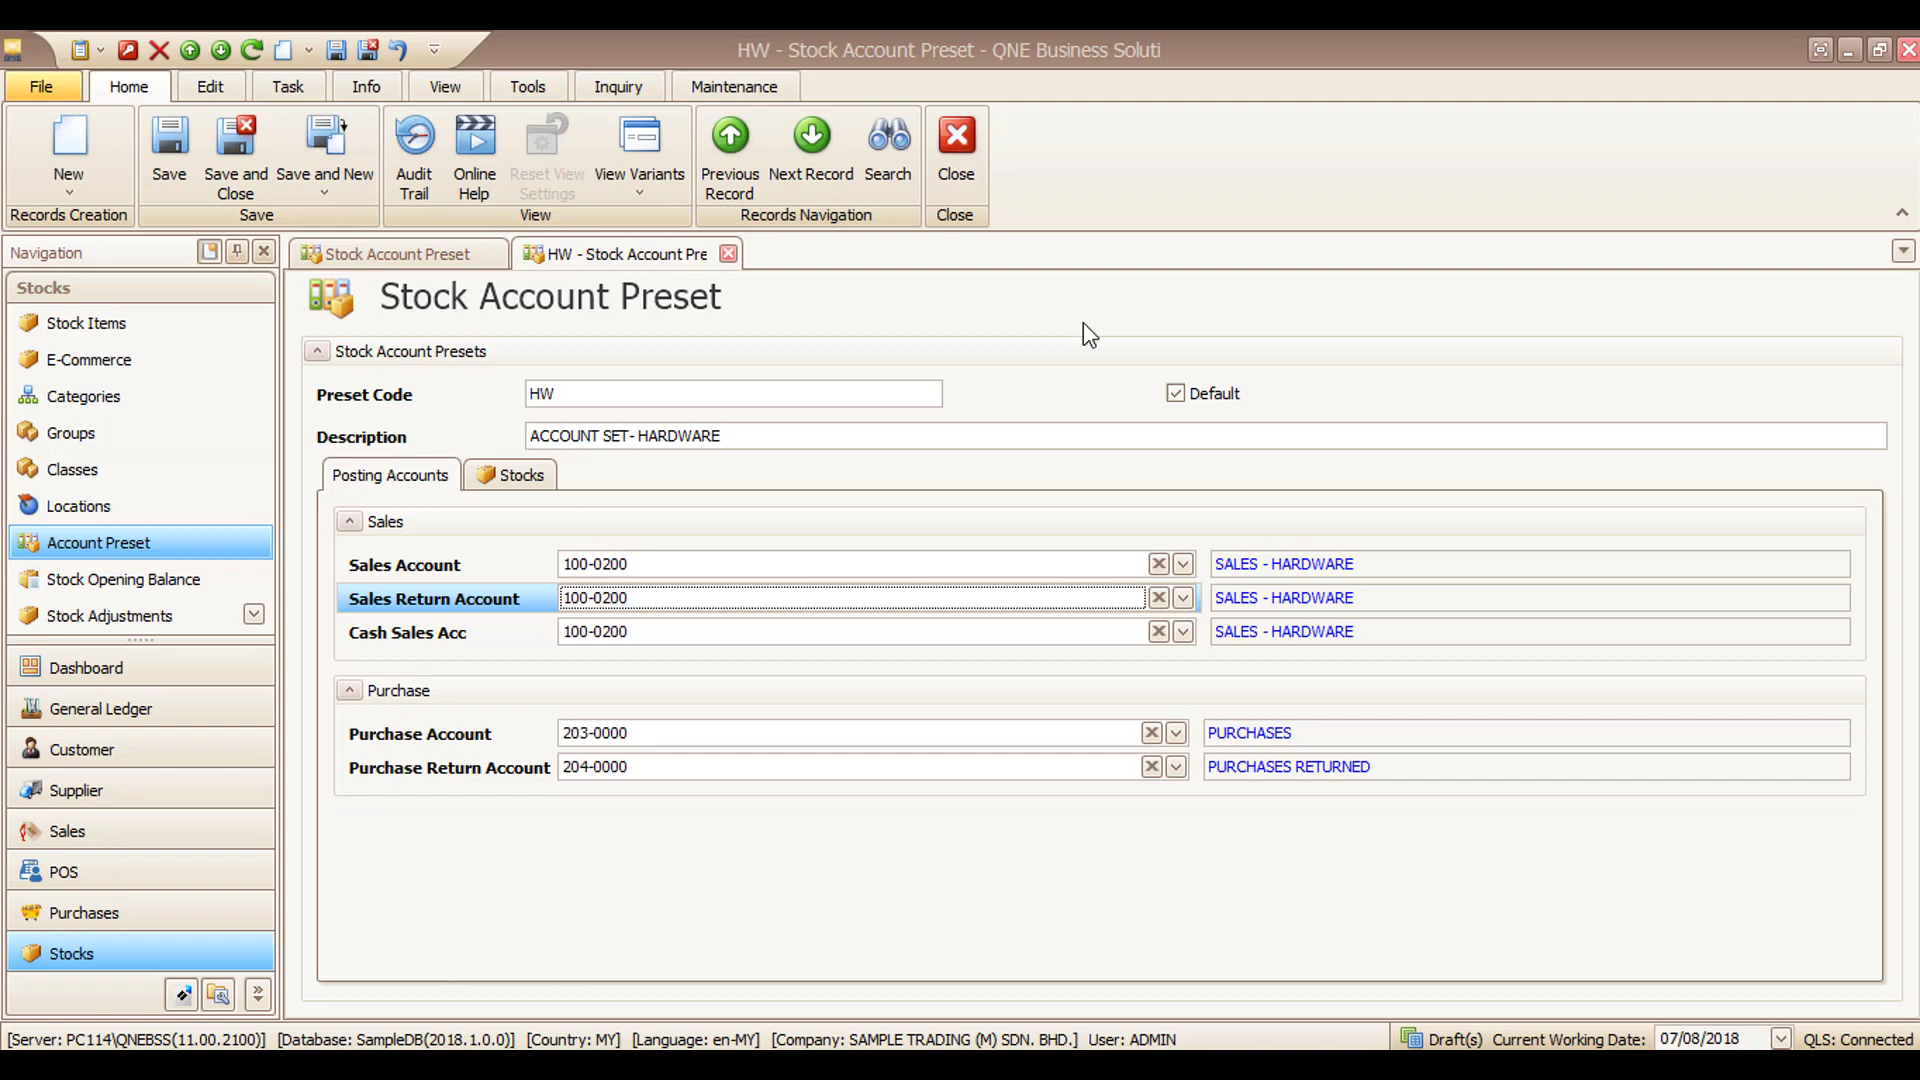 HW - Stock Account Preset - QNE Business Soluti
File Home Edit Task Info View Tools Inquiry Maintenance
New Save Save and Close Save and New Audit Trail Online Help Reset View Settings View Variants Previous Record Next Record Search Close
Records Creation Save View Records Navigation Close
Navigation
Stock Account Preset HW - Stock Account Pre
Stocks
Stock Items
E-Commerce
Categories
Groups
Classes
Locations
Account Preset
Stock Opening Balance
Stock Adjustments
Dashboard
General Ledger
Customer
Supplier
Sales
POS
Purchases
Stocks
Stock Account Preset
Stock Account Presets
Preset Code HW Default
Description ACCOUNT SET- HARDWARE
Posting Accounts Stocks
Sales
Sales Account 100-0200 SALES - HARDWARE
Sales Return Account 100-0200 SALES - HARDWARE
Cash Sales Acc 100-0200 SALES - HARDWARE
Purchase
Purchase Account 203-0000 PURCHASES
Purchase Return Account 204-0000 PURCHASES RETURNED
[Server: PC114\QNEBSS(11.00.2100)] [Database: SampleDB(2018.1.0.0)] [Country: MY] [Language: en-MY] [Company: SAMPLE TRADING (M) SDN. BHD.] User: ADMIN Draft(s) Current Working Date: 07/08/2018 QLS: Connected